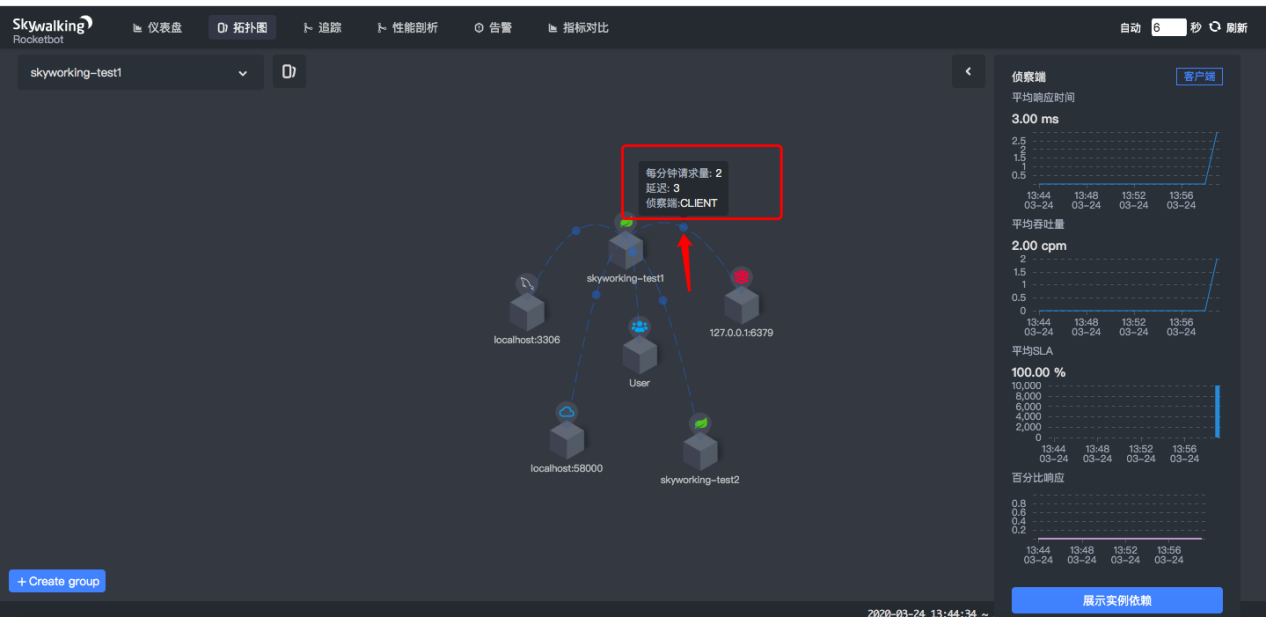 Skywalking
Rocketbot
仪表盘
拓扑图
追踪
性能剖析
告警
指标对比
自动 6 秒 刷新
skyworking-test1
每分钟请求量: 2
延迟: 3
侦察端:CLIENT
skyworking-test1
localhost:3306
127.0.0.1:6379
User
localhost:58000
skyworking-test2
+ Create group
侦察端
客户端
平均响应时间
3.00 ms
2.5
2
1.5
1
0.5
13:44 13:48 13:52 13:56
03-24 03-24 03-24 03-24
平均吞吐量
2.00 cpm
2
1.5
1
0.5
0
13:44 13:48 13:52 13:56
03-24 03-24 03-24 03-24
平均SLA
100.00 %
10,000
8,000
6,000
4,000
2,000
0
13:44 13:48 13:52 13:56
03-24 03-24 03-24 03-24
百分比响应
0.8
0.6
0.4
0.2
13:44 13:48 13:52 13:56
03-24 03-24 03-24 03-24
展示实例依赖
2020-03-24 13:44:34 ~